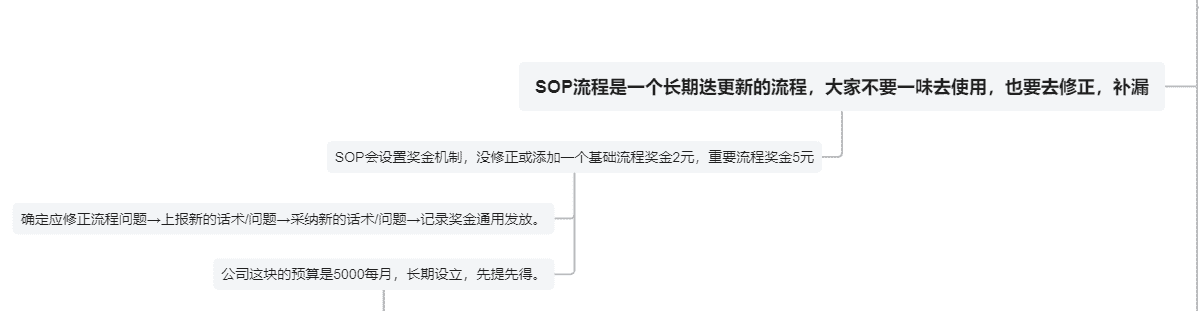 SOP流程是一个长期迭更新的流程，大家不要一味去使用，也要去修正，补漏
SOP会设置奖金机制，没修正或添加一个基础流程奖金2元，重要流程奖金5元
确定应修正流程问题→上报新的话术/问题→采纳新的话术/问题→记录奖金通用发放。
公司这块的预算是5000每月，长期设立，先提先得。